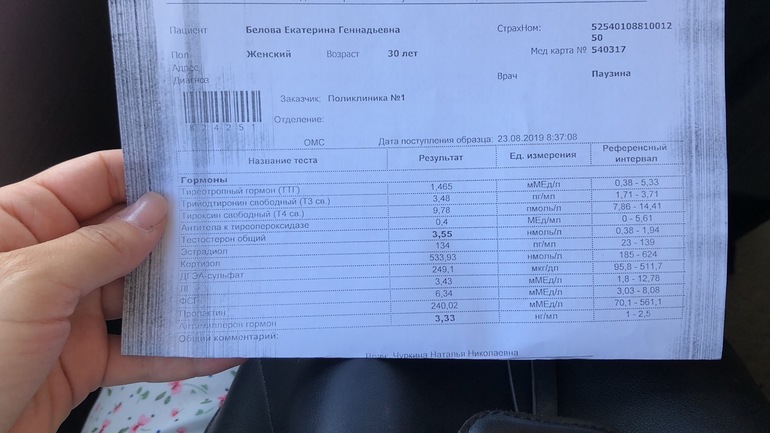 Пациент Белова Екатерина Геннадьевна СтрахНом: 52540108810012
50
Пол Женский Возраст 30 лет Мед карта № 540317
Адрес
Диагноз Врач Паузина
Заказчик: Поликлиника №1
Отделение:
ОМС Дата поступления образца: 23.08.2019 8:37:08
Название теста Результат Ед. измерения Референсный
интервал
Гормоны
Тиреотропный гормон (ТТГ) 1,465 мМЕд/л 0,38 - 5,33
Трийодтиронин свободный (Т3 св.) 3,48 пг/мл 1,71 - 3,71
Тироксин свободный (Т4 св.) 9,78 пмоль/л 7,86 - 14,41
Антитела к тиреопероксидазе 0,4 МЕд/мл 0 - 5,61
Тестостерон общий 3,55 нмоль/л 0,38 - 1,94
Эстрадиол 134 пг/мл 23 - 139
Кортизол 533,93 нмоль/л 185 - 624
ДГЭА-сульфат 249,1 мкг/дл 95,8 - 511,7
3,43 мМЕд/л 1,8 - 12,78
ФСГ 6,34 мМЕд/л 3,03 - 8,08
Пролактин 240,02 мМЕд/л 70,1 - 561,1
гормон 3,33 нг/мл 1 - 2,5
Общий комментарий:
Чуркина Наталья Николаевна